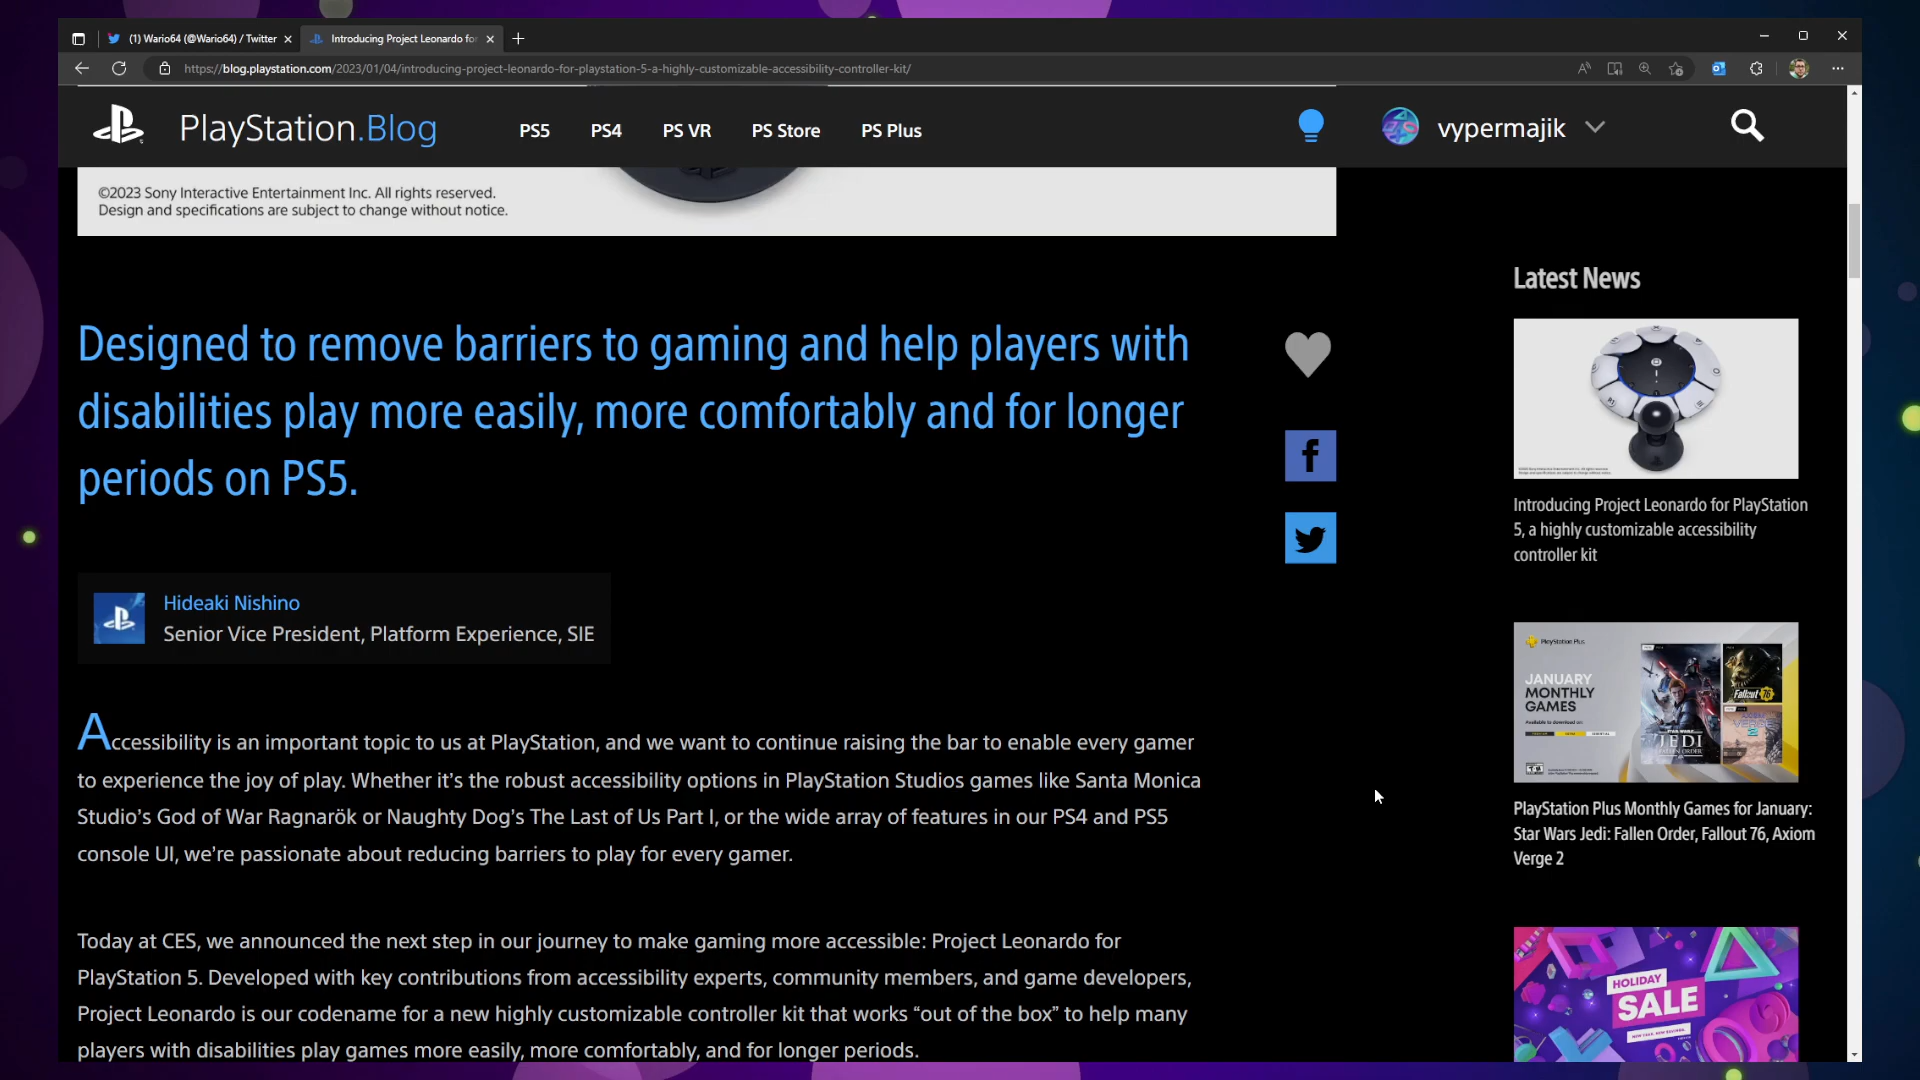 (1) Wario64 (@Wario64) / Twitter
Introducing Project Leonardo for
https://blog.playstation.com/2023/01/04/introducing-project-leonardo-for-playstation-5-a-highly-customizable-accessibility-controller-kit/
PlayStation.Blog
PS5
PS4
PS VR
PS Store
PS Plus
vypermajik
©2023 Sony Interactive Entertainment Inc. All rights reserved.
Design and specifications are subject to change without notice.
Designed to remove barriers to gaming and help players with
disabilities play more easily, more comfortably and for longer
periods on PS5.
Hideaki Nishino
Senior Vice President, Platform Experience, SIE
Accessibility is an important topic to us at PlayStation, and we want to continue raising the bar to enable every gamer
to experience the joy of play. Whether it’s the robust accessibility options in PlayStation Studios games like Santa Monica
Studio’s God of War Ragnarök or Naughty Dog’s The Last of Us Part I, or the wide array of features in our PS4 and PS5
console UI, we’re passionate about reducing barriers to play for every gamer.
Today at CES, we announced the next step in our journey to make gaming more accessible: Project Leonardo for
PlayStation 5. Developed with key contributions from accessibility experts, community members, and game developers,
Project Leonardo is our codename for a new highly customizable controller kit that works “out of the box” to help many
players with disabilities play games more easily, more comfortably, and for longer periods.
Latest News
Introducing Project Leonardo for PlayStation
5, a highly customizable accessibility
controller kit
PlayStation Plus
JANUARY
MONTHLY
GAMES
Fallout 76
JEDI
PlayStation Plus Monthly Games for January:
Star Wars Jedi: Fallen Order, Fallout 76, Axiom
Verge 2
HOLIDAY
SALE